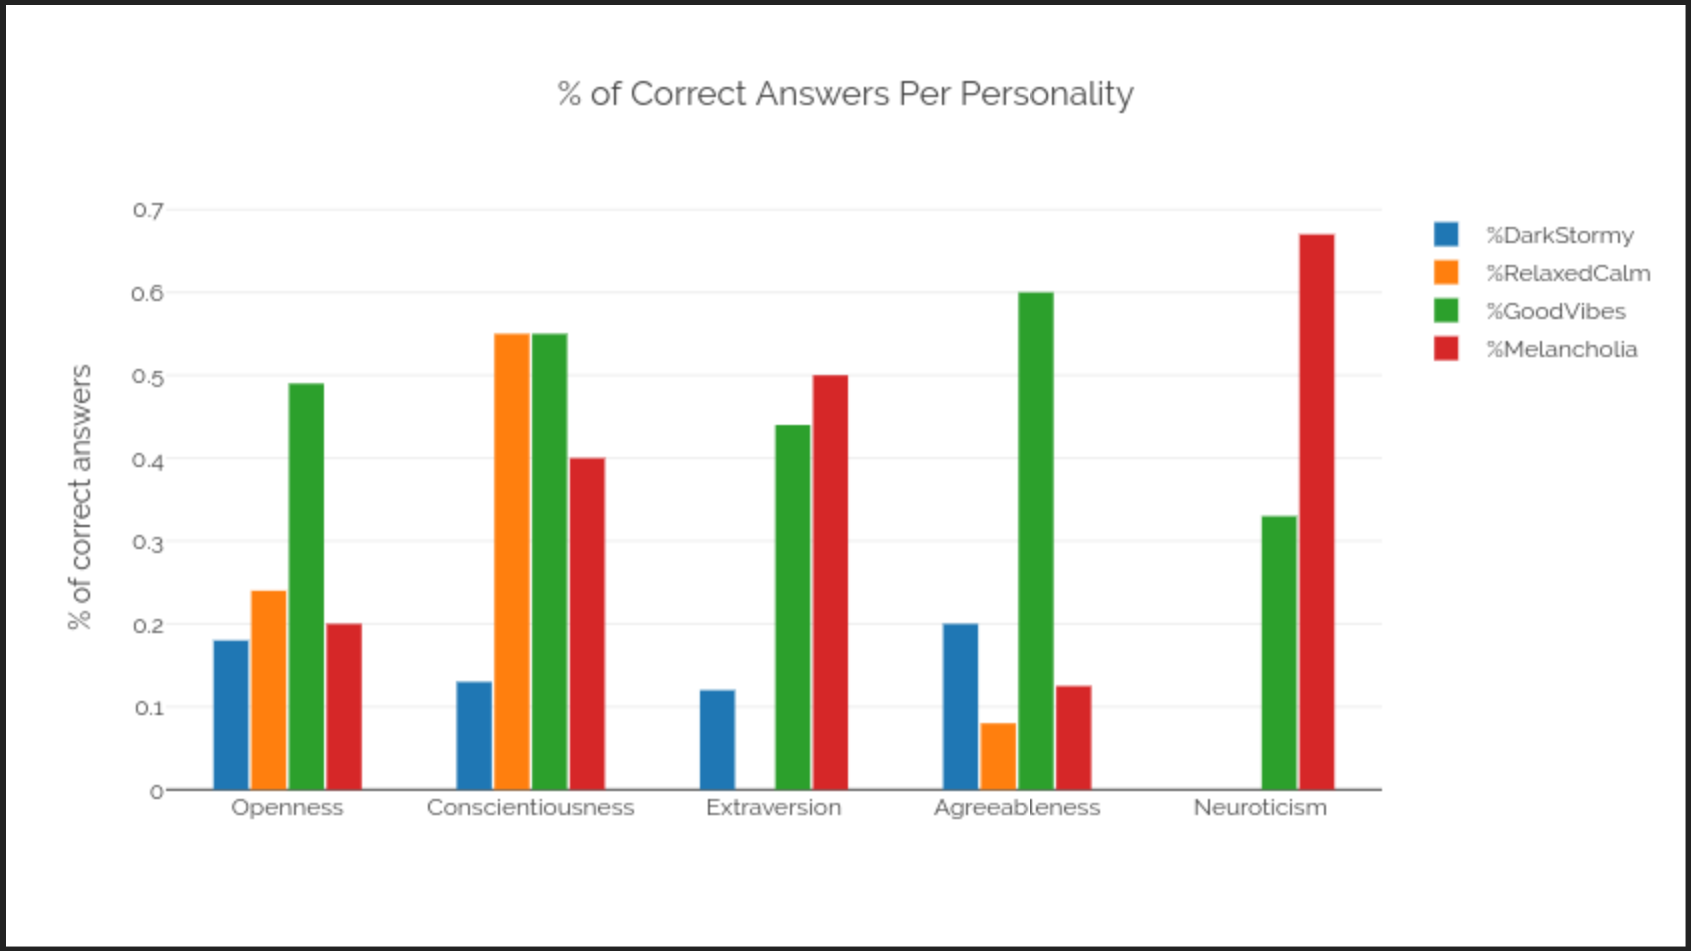 % of Correct Answers Per Personality
% of correct answers
0.7
0.6
0.5
0.4
0.3
0.2
0.1
0
Openness
Conscientiousness
Extraversion
Agreeableness
Neuroticism
%DarkStormy
%RelaxedCalm
%GoodVibes
%Melancholia